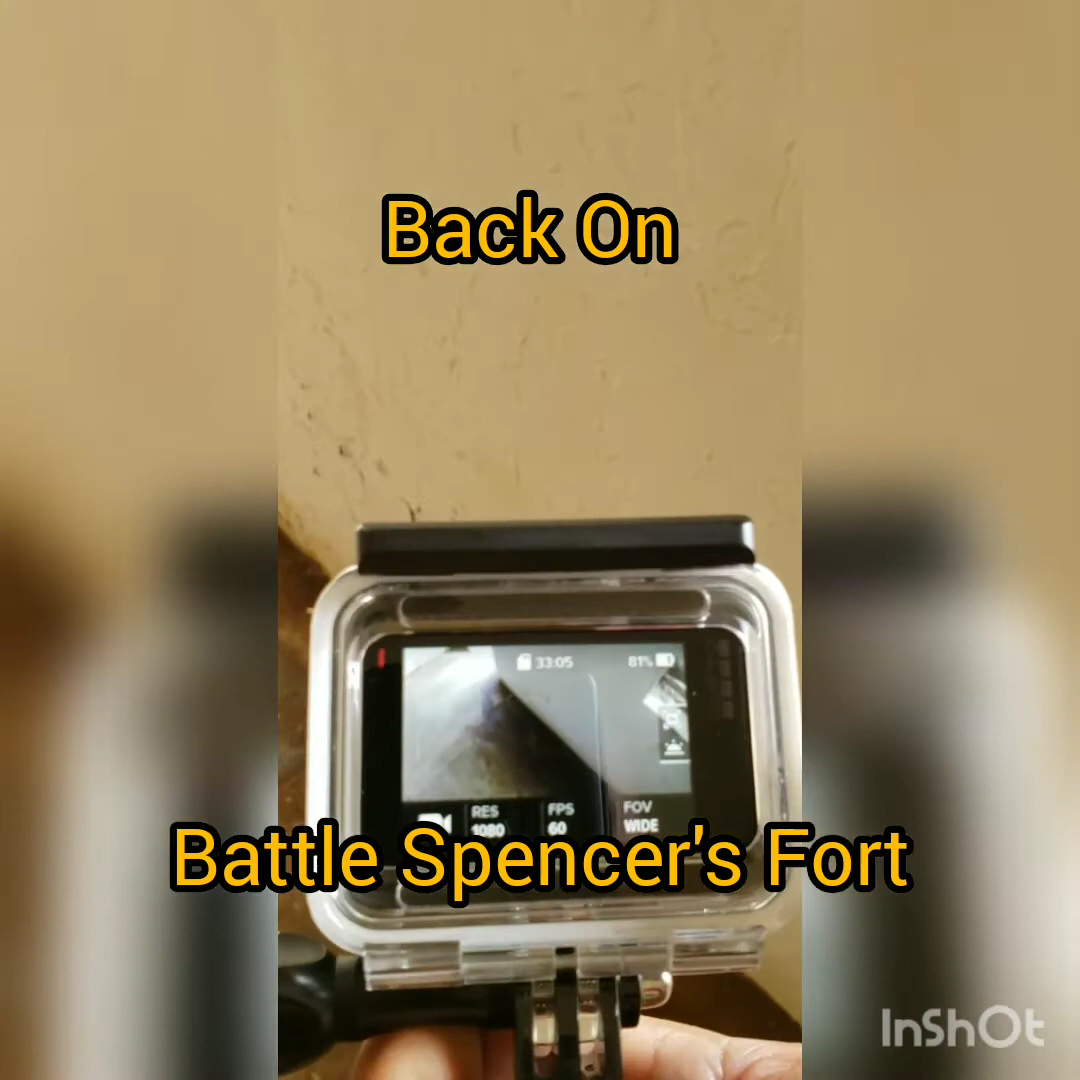 Back On
33:05
81%
RES
FPS
FOV
1080
60
WIDE
Battle Spencer's Fort
InShOt